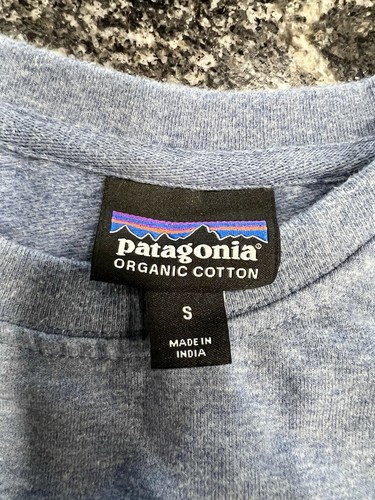 patagonia®
ORGANIC COTTON
S
MADE IN
INDIA